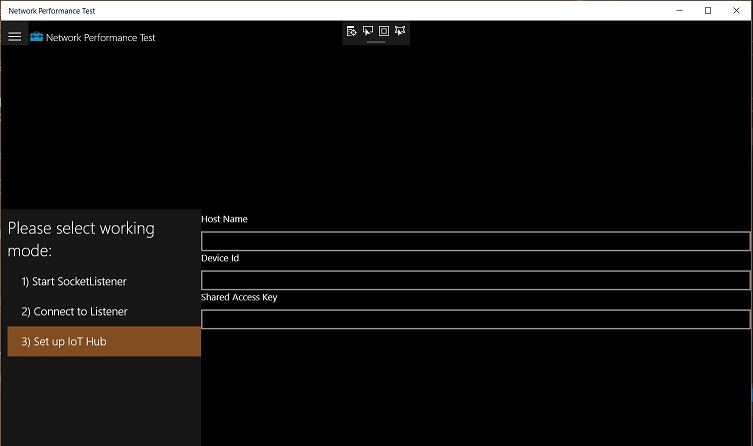 Network Performance Test
Network Performance Test
Please select working
mode:
1) Start SocketListener
2) Connect to Listener
3) Set up IoT Hub
Host Name
Device Id
Shared Access Key